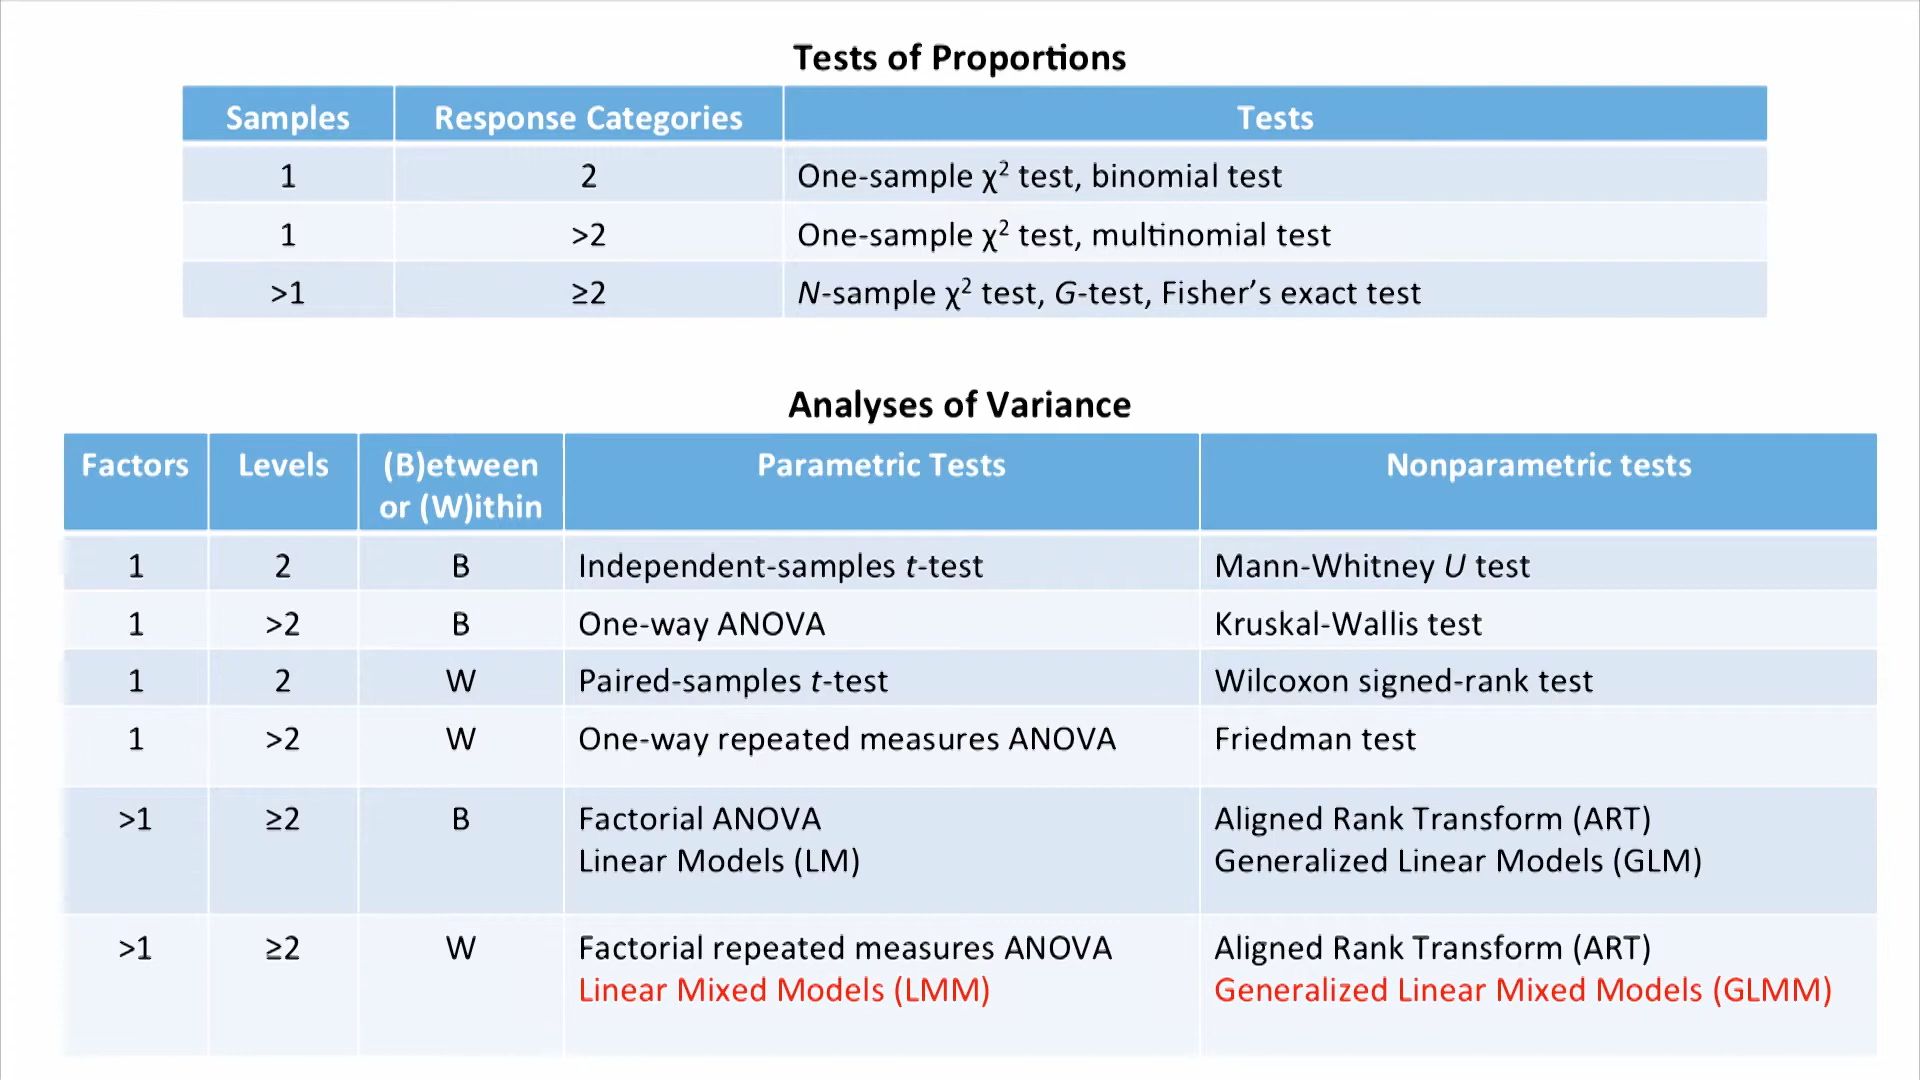 Tests of Proportions
Samples Response Categories Tests
1 2 One-sample χ² test, binomial test
1 >2 One-sample χ² test, multinomial test
>1 ≥2 N-sample χ² test, G-test, Fisher’s exact test
Analyses of Variance
Factors Levels (B)etween Parametric Tests Nonparametric tests
or (W)ithin
1 2 B Independent-samples t-test Mann-Whitney U test
1 >2 B One-way ANOVA Kruskal-Wallis test
1 2 W Paired-samples t-test Wilcoxon signed-rank test
1 >2 W One-way repeated measures ANOVA Friedman test
>1 ≥2 B Factorial ANOVA Aligned Rank Transform (ART)
Linear Models (LM) Generalized Linear Models (GLM)
>1 ≥2 W Factorial repeated measures ANOVA Aligned Rank Transform (ART)
Linear Mixed Models (LMM) Generalized Linear Mixed Models (GLMM)